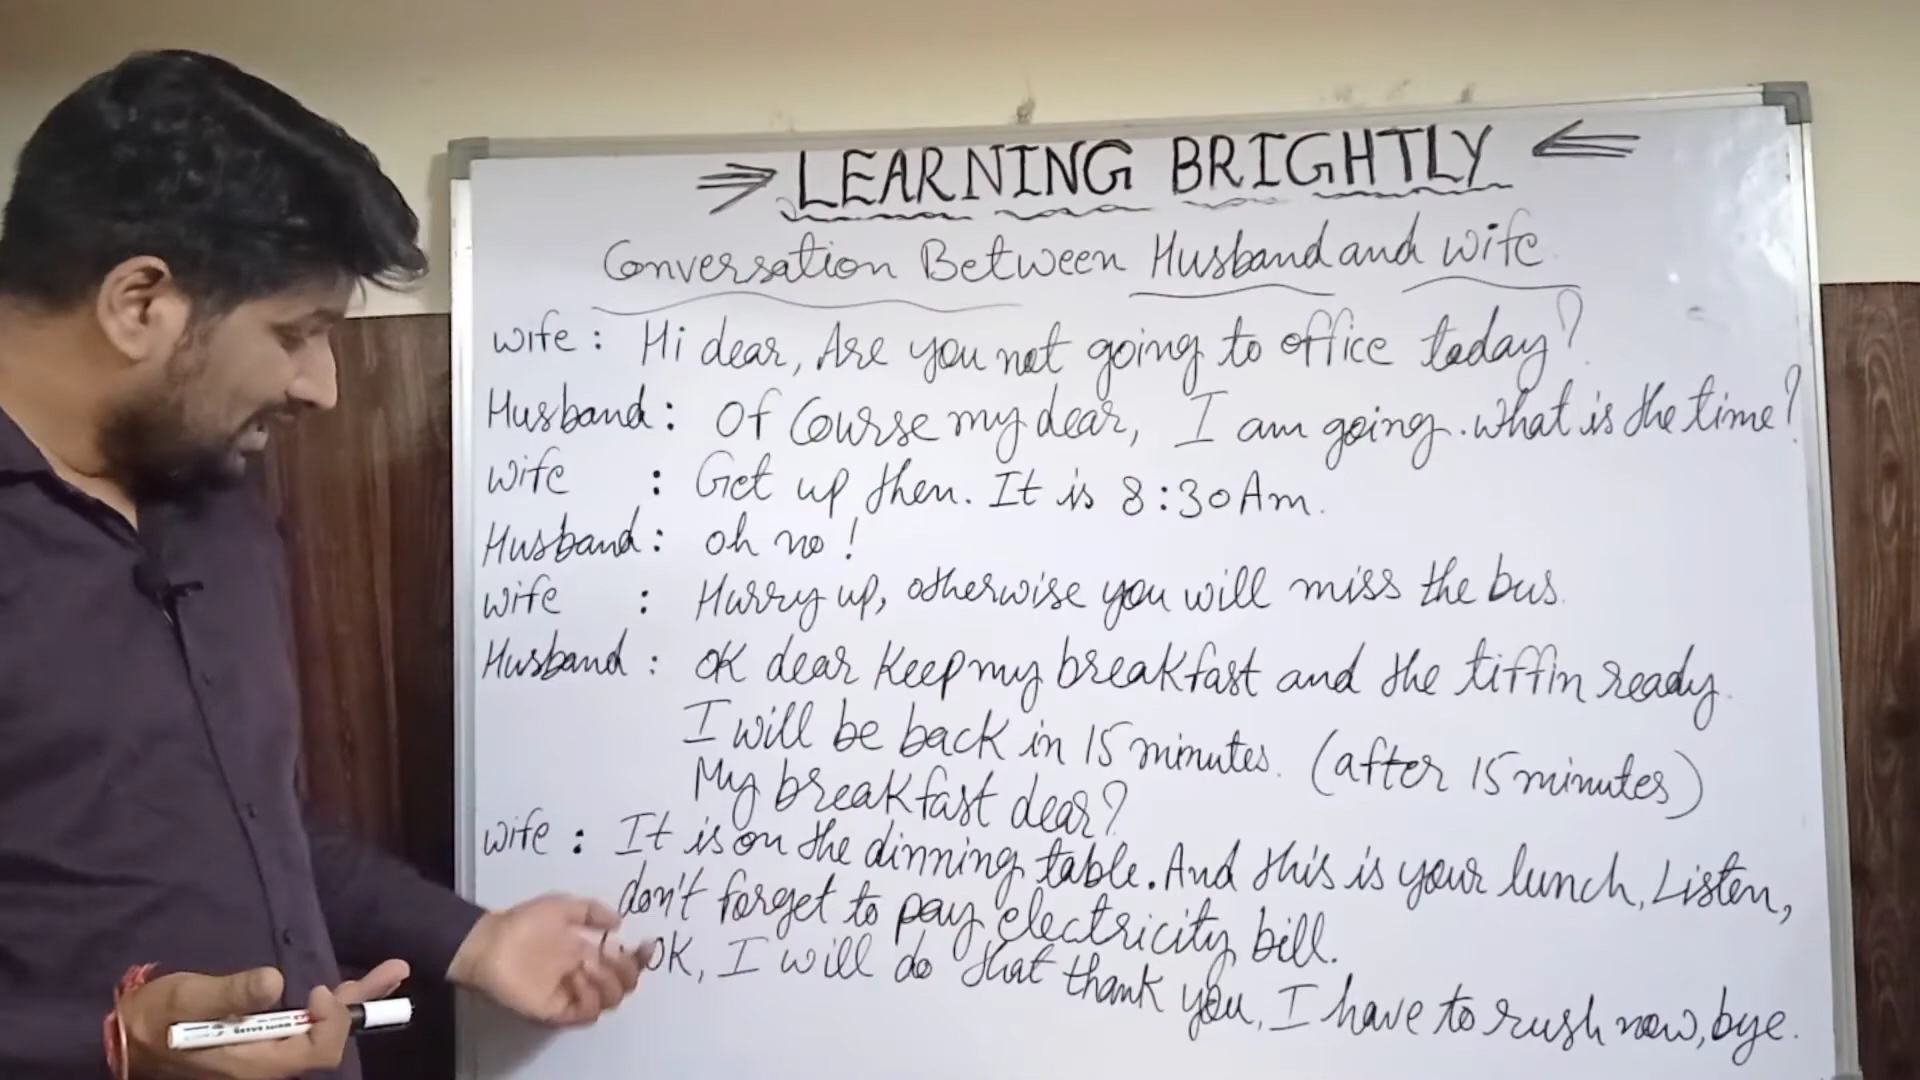 ⇒ LEARNING BRIGHTLY ⇐
Conversation Between Husband and wife
wife : Hi dear, Are you not going to office today?
Husband : Of Course my dear, I am going. what is the time?
wife : Get up then. It is 8:30 Am.
Husband : oh no !
wife : Hurry up, otherwise you will miss the bus.
Husband : OK dear keep my breakfast and the tiffin ready.
I will be back in 15 minutes. (after 15 minutes)
My breakfast dear?
wife : It is on the dinning table. And this is your lunch, Listen,
don't forget to pay electricity bill.
OK, I will do that thank you, I have to rush now, bye.